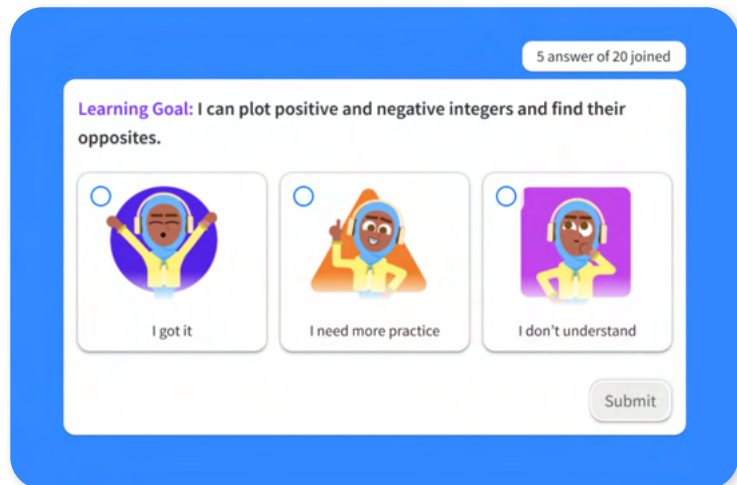 5 answer of 20 joined
Learning Goal: I can plot positive and negative integers and find their
opposites.
I got it
I need more practice
I don't understand
Submit